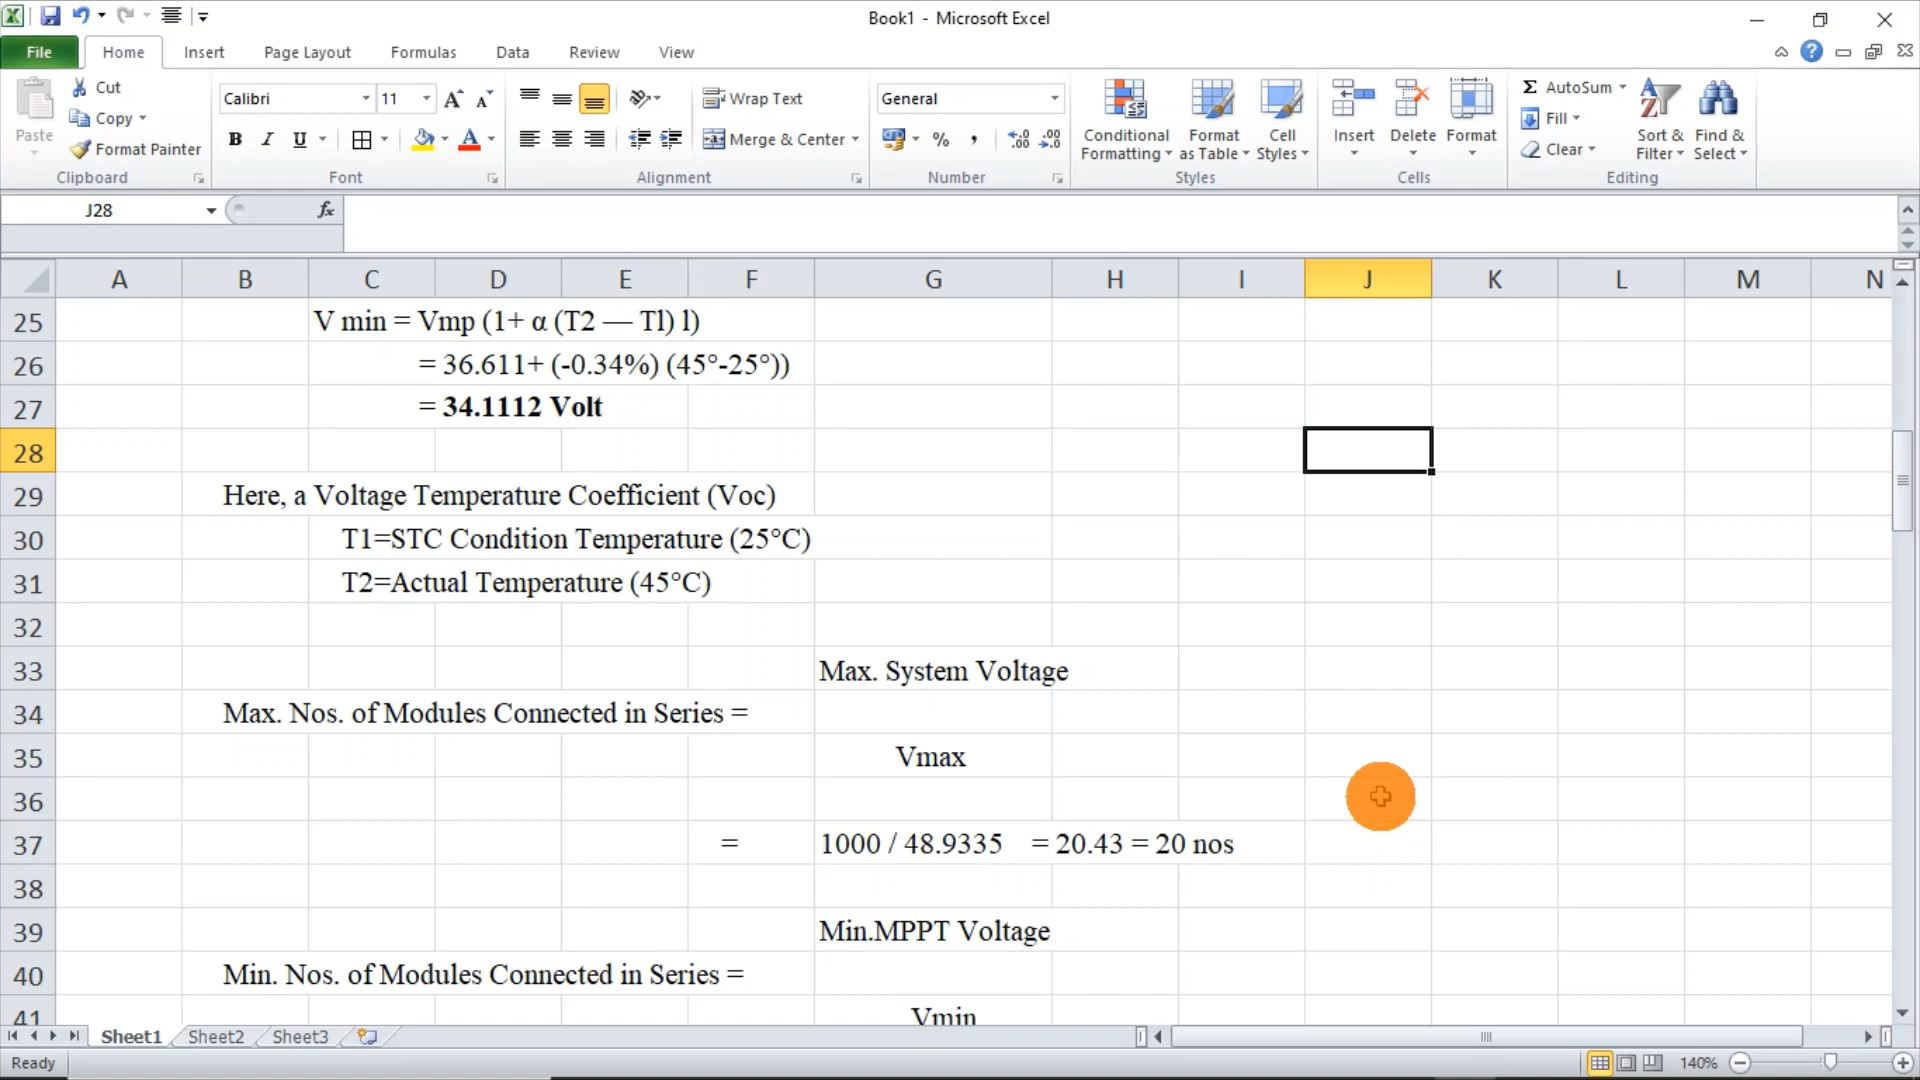 Book1 - Microsoft Excel
File Home Insert Page Layout Formulas Data Review View
Paste Cut Copy Format Painter Clipboard
Calibri 11 B I U Font
Wrap Text Merge & Center Alignment
General % , Number
Conditional Formatting Format as Table Cell Styles Styles
Insert Delete Format Cells
Σ AutoSum Fill Clear Sort & Filter Find & Select Editing
J28 fx
A B C D E F G H I J K L M N
25 V min = Vmp (1+ α (T2 — Tl) l)
26 = 36.611+ (-0.34%) (45°-25°))
27 = 34.1112 Volt
28
29 Here, a Voltage Temperature Coefficient (Voc)
30 T1=STC Condition Temperature (25°C)
31 T2=Actual Temperature (45°C)
32
33 Max. System Voltage
34 Max. Nos. of Modules Connected in Series =
35 Vmax
36
37 = 1000 / 48.9335 = 20.43 = 20 nos
38
39 Min.MPPT Voltage
40 Min. Nos. of Modules Connected in Series =
41 Vmin
Sheet1 Sheet2 Sheet3
Ready 140%